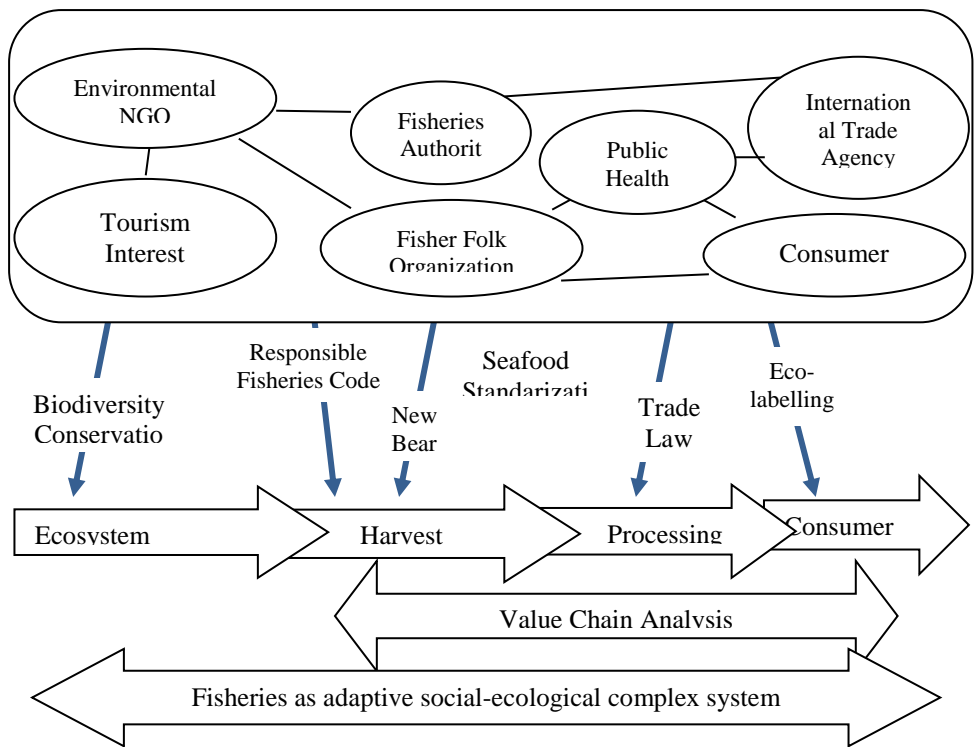 Environmental
NGO
Fisheries
Authorit
Public
Health
Internation
al Trade
Agency
Tourism
Interest
Fisher Folk
Organization
Consumer
Biodiversity
Conservatio
Responsible
Fisheries Code
New
Bear
Seafood
Standarizati
Trade
Law
Eco-
labelling
Ecosystem
Harvest
Processing
Consumer
Value Chain Analysis
Fisheries as adaptive social-ecological complex system